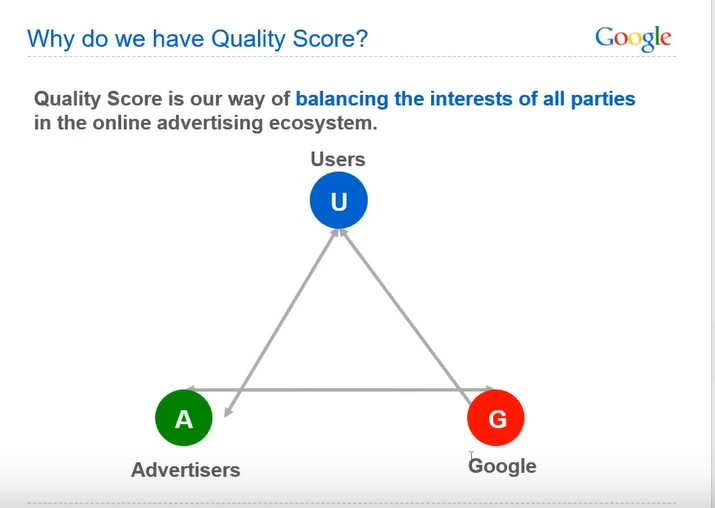 Why do we have Quality Score?
Google
Quality Score is our way of balancing the interests of all parties
in the online advertising ecosystem.
Users
U
A
G
Advertisers
Google